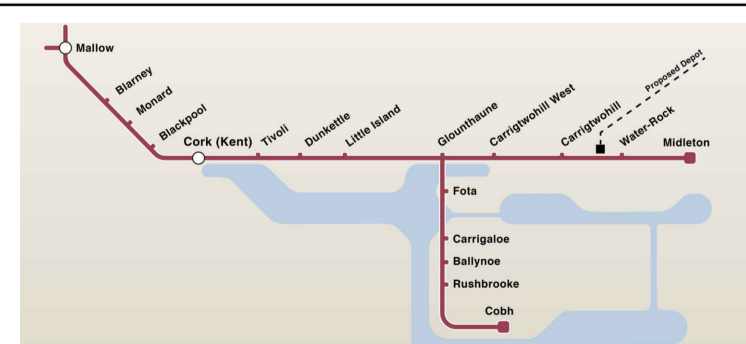 Mallow
Blarney
Monard
Blackpool
Cork (Kent)
Tivoli
Dunkettle
Little Island
Glounthaune
Carrigtwohill West
Carrigtwohill
Proposed Depot
Water-Rock
Midleton
Fota
Carrigaloe
Ballynoe
Rushbrooke
Cobh